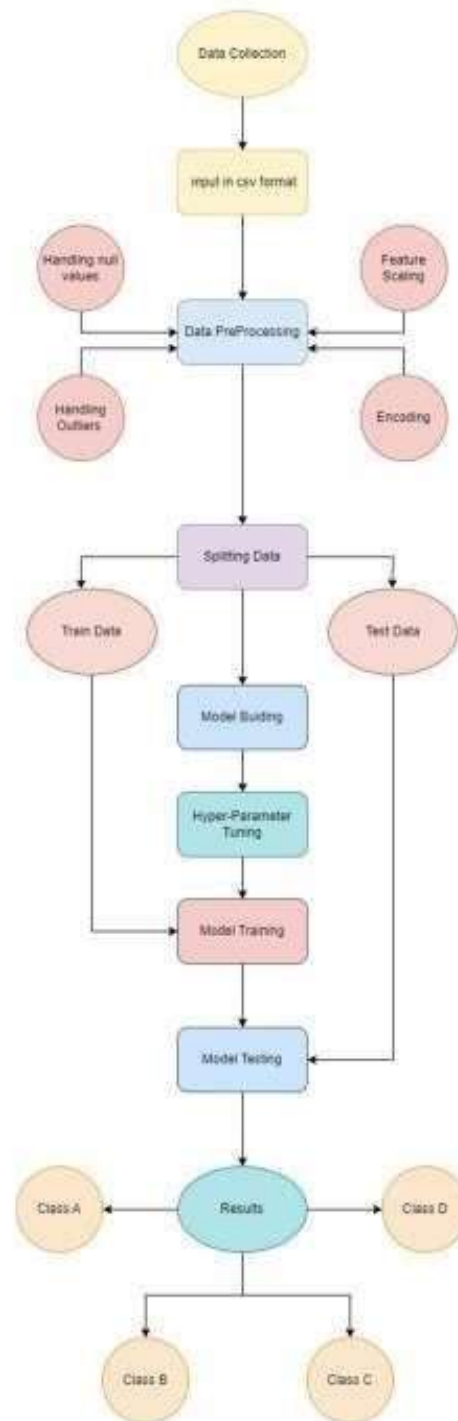 Data Collection
input in csv format
Handling null
values
Feature
Scaling
Data PreProcessing
Handling
Outliers
Encoding
Splitting Data
Train Data
Test Data
Model Buiding
Hyper-Parameter
Tuning
Model Training
Model Testing
Class A
Results
Class D
Class B
Class C